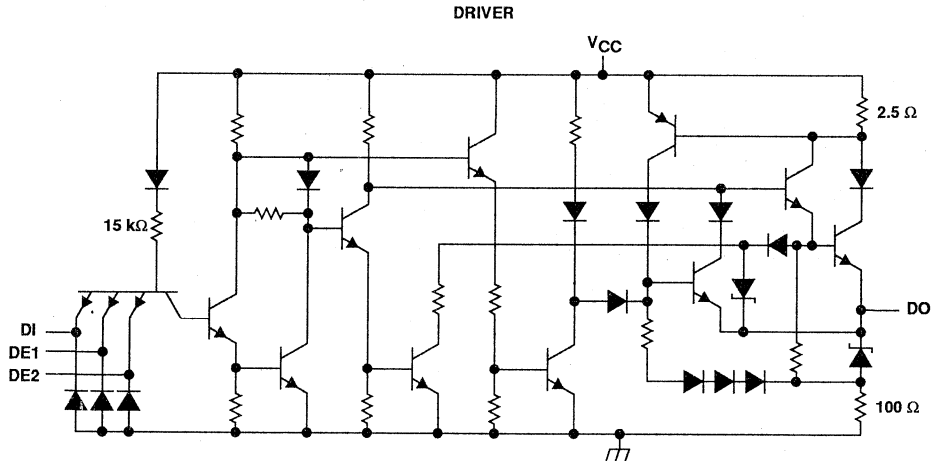 DRIVER
VCC
2.5 Ω
15 kΩ
DI
DE1
DE2
DO
100 Ω